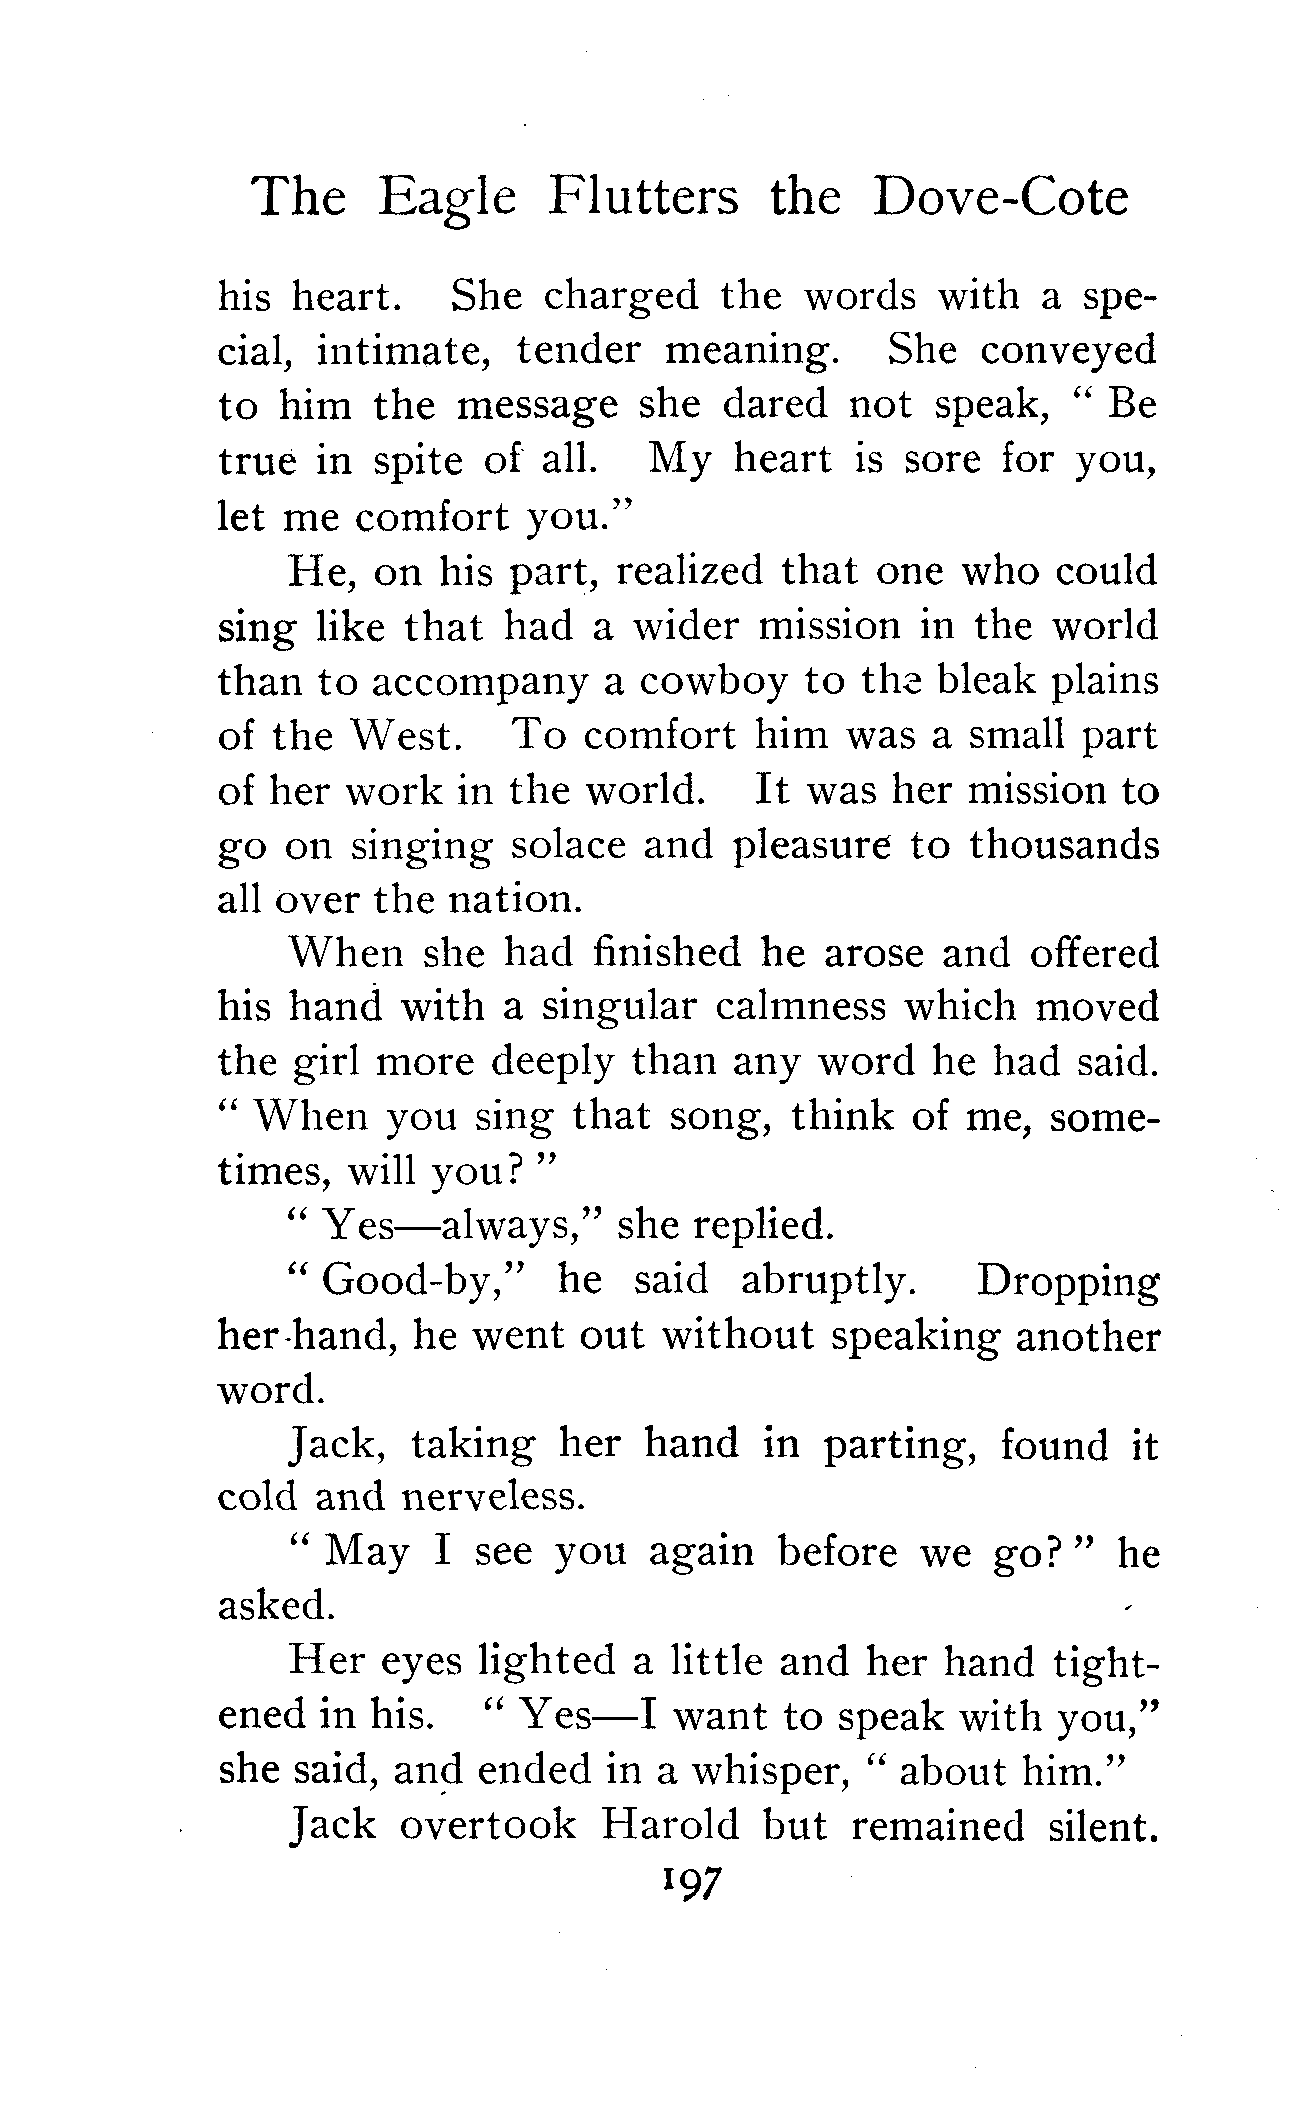 The Eagle Flutters the Dove-Cote
his heart. She charged the words with a spe-
cial, intimate, tender meaning. She conveyed
to him the message she dared not speak, " Be
true in spite of all. My heart is sore for you,
let me comfort you."
He, on his part, realized that one who could
sing like that had a wider mission in the world
than to accompany a cowboy to the bleak plains
of the West. To comfort him was a small part
of her work in the world. It was her mission to
go on singing solace and pleasure to thousands
all over the nation.
When she had finished he arose and offered
his hand with a singular calmness which moved
the girl more deeply than any word he had said.
" When you sing that song, think of me, some-
times, will you? "
" Yes—always," she replied.
" Good-by," he said abruptly. Dropping
her hand, he went out without speaking another
word.
Jack, taking her hand in parting, found it
cold and nerveless.
" May I see you again before we go? " he
asked.
Her eyes lighted a little and her hand tight-
ened in his. " Yes—I want to speak with you,"
she said, and ended in a whisper, " about him."
Jack overtook Harold but remained silent.
197